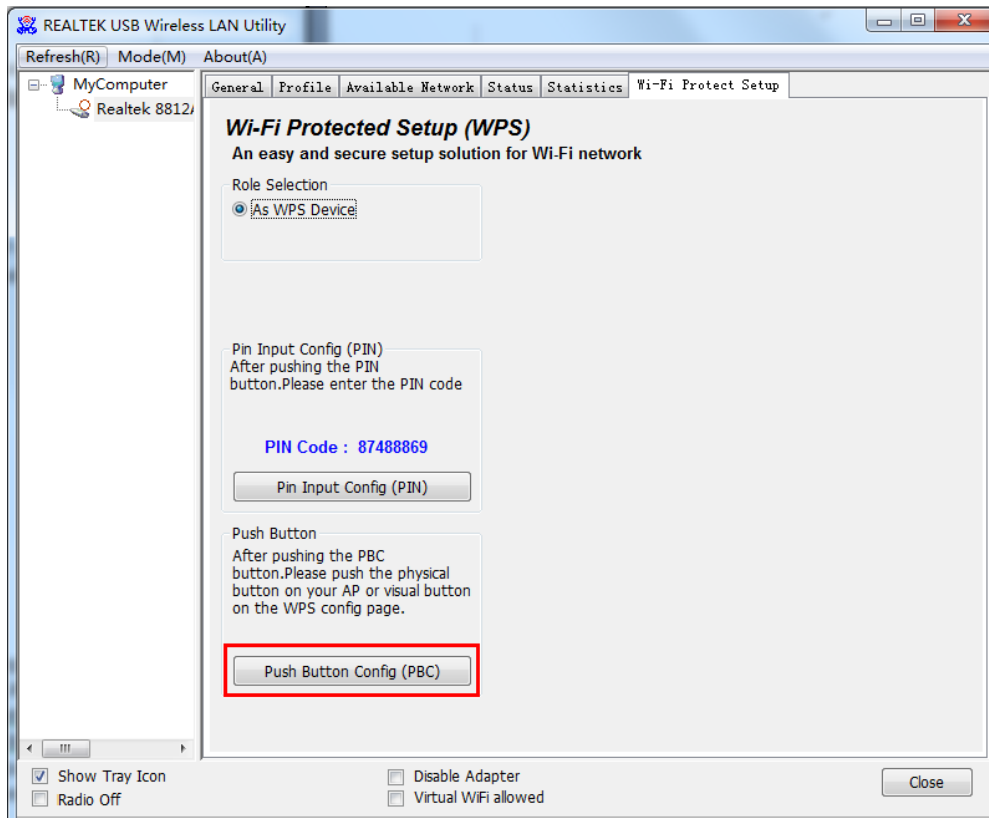 REALTEK USB Wireless LAN Utility
Refresh(R) Mode(M) About(A)
MyComputer
Realtek 8812A
General Profile Available Network Status Statistics Wi-Fi Protect Setup
Wi-Fi Protected Setup (WPS)
An easy and secure setup solution for Wi-Fi network
Role Selection
As WPS Device
Pin Input Config (PIN)
After pushing the PIN
button.Please enter the PIN code
PIN Code : 87488869
Pin Input Config (PIN)
Push Button
After pushing the PBC
button.Please push the physical
button on your AP or visual button
on the WPS config page.
Push Button Config (PBC)
Show Tray Icon
Radio Off
Disable Adapter
Virtual WiFi allowed
Close